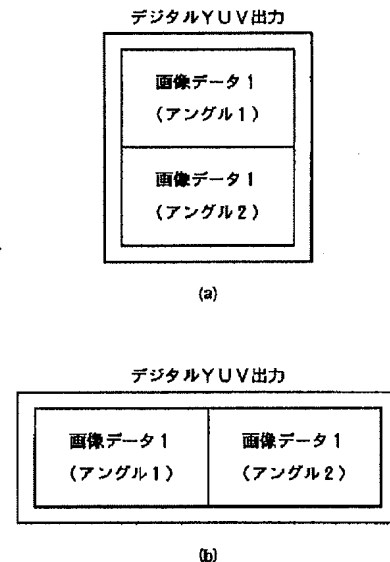 デジタルYUV出力
画像データ1
(アングル1)
画像データ1
(アングル2)
(a)
デジタルYUV出力
画像データ1
(アングル1)
画像データ1
(アングル2)
(b)